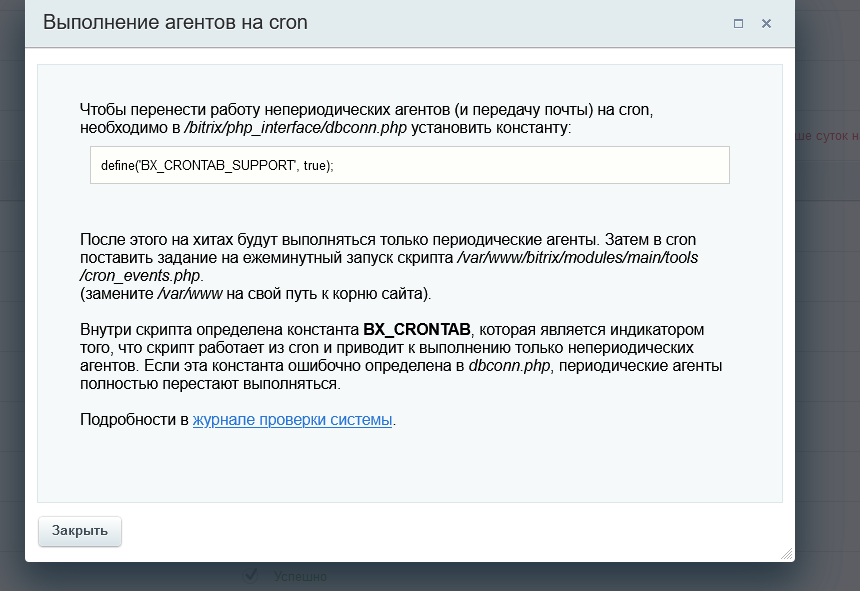 Выполнение агентов на cron
Чтобы перенести работу непериодических агентов (и передачу почты) на cron,
необходимо в /bitrix/php_interface/dbconn.php установить константу:
define('BX_CRONTAB_SUPPORT', true);
После этого на хитах будут выполняться только периодические агенты. Затем в cron
поставить задание на ежеминутный запуск скрипта /var/www/bitrix/modules/main/tools
/cron_events.php.
(замените /var/www на свой путь к корню сайта).
Внутри скрипта определена константа BX_CRONTAB, которая является индикатором
того, что скрипт работает из cron и приводит к выполнению только непериодических
агентов. Если эта константа ошибочно определена в dbconn.php, периодические агенты
полностью перестают выполняться.
Подробности в журнале проверки системы.
Закрыть
ше суток н
Успешно